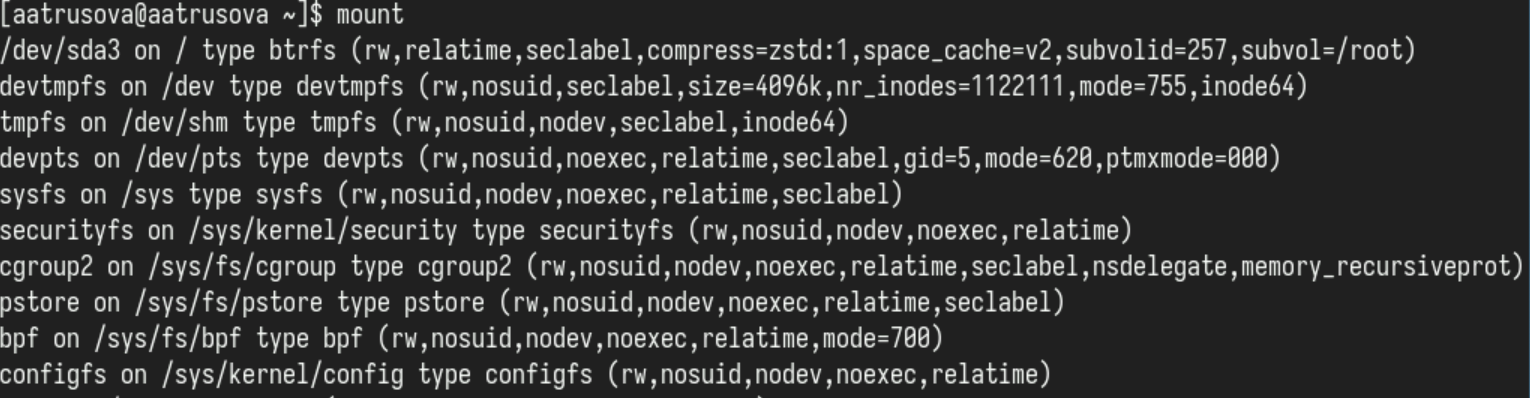 [aatrusova@aatrusova ~]$ mount
/dev/sda3 on / type btrfs (rw,relatime,seclabel,compress=zstd:1,space_cache=v2,subvolid=257,subvol=/root)
devtmpfs on /dev type devtmpfs (rw,nosuid,seclabel,size=4096k,nr_inodes=1122111,mode=755,inode64)
tmpfs on /dev/shm type tmpfs (rw,nosuid,nodev,seclabel,inode64)
devpts on /dev/pts type devpts (rw,nosuid,noexec,relatime,seclabel,gid=5,mode=620,ptmxmode=000)
sysfs on /sys type sysfs (rw,nosuid,nodev,noexec,relatime,seclabel)
securityfs on /sys/kernel/security type securityfs (rw,nosuid,nodev,noexec,relatime)
cgroup2 on /sys/fs/cgroup type cgroup2 (rw,nosuid,nodev,noexec,relatime,seclabel,nsdelegate,memory_recursiveprot)
pstore on /sys/fs/pstore type pstore (rw,nosuid,nodev,noexec,relatime,seclabel)
bpf on /sys/fs/bpf type bpf (rw,nosuid,nodev,noexec,relatime,mode=700)
configfs on /sys/kernel/config type configfs (rw,nosuid,nodev,noexec,relatime)